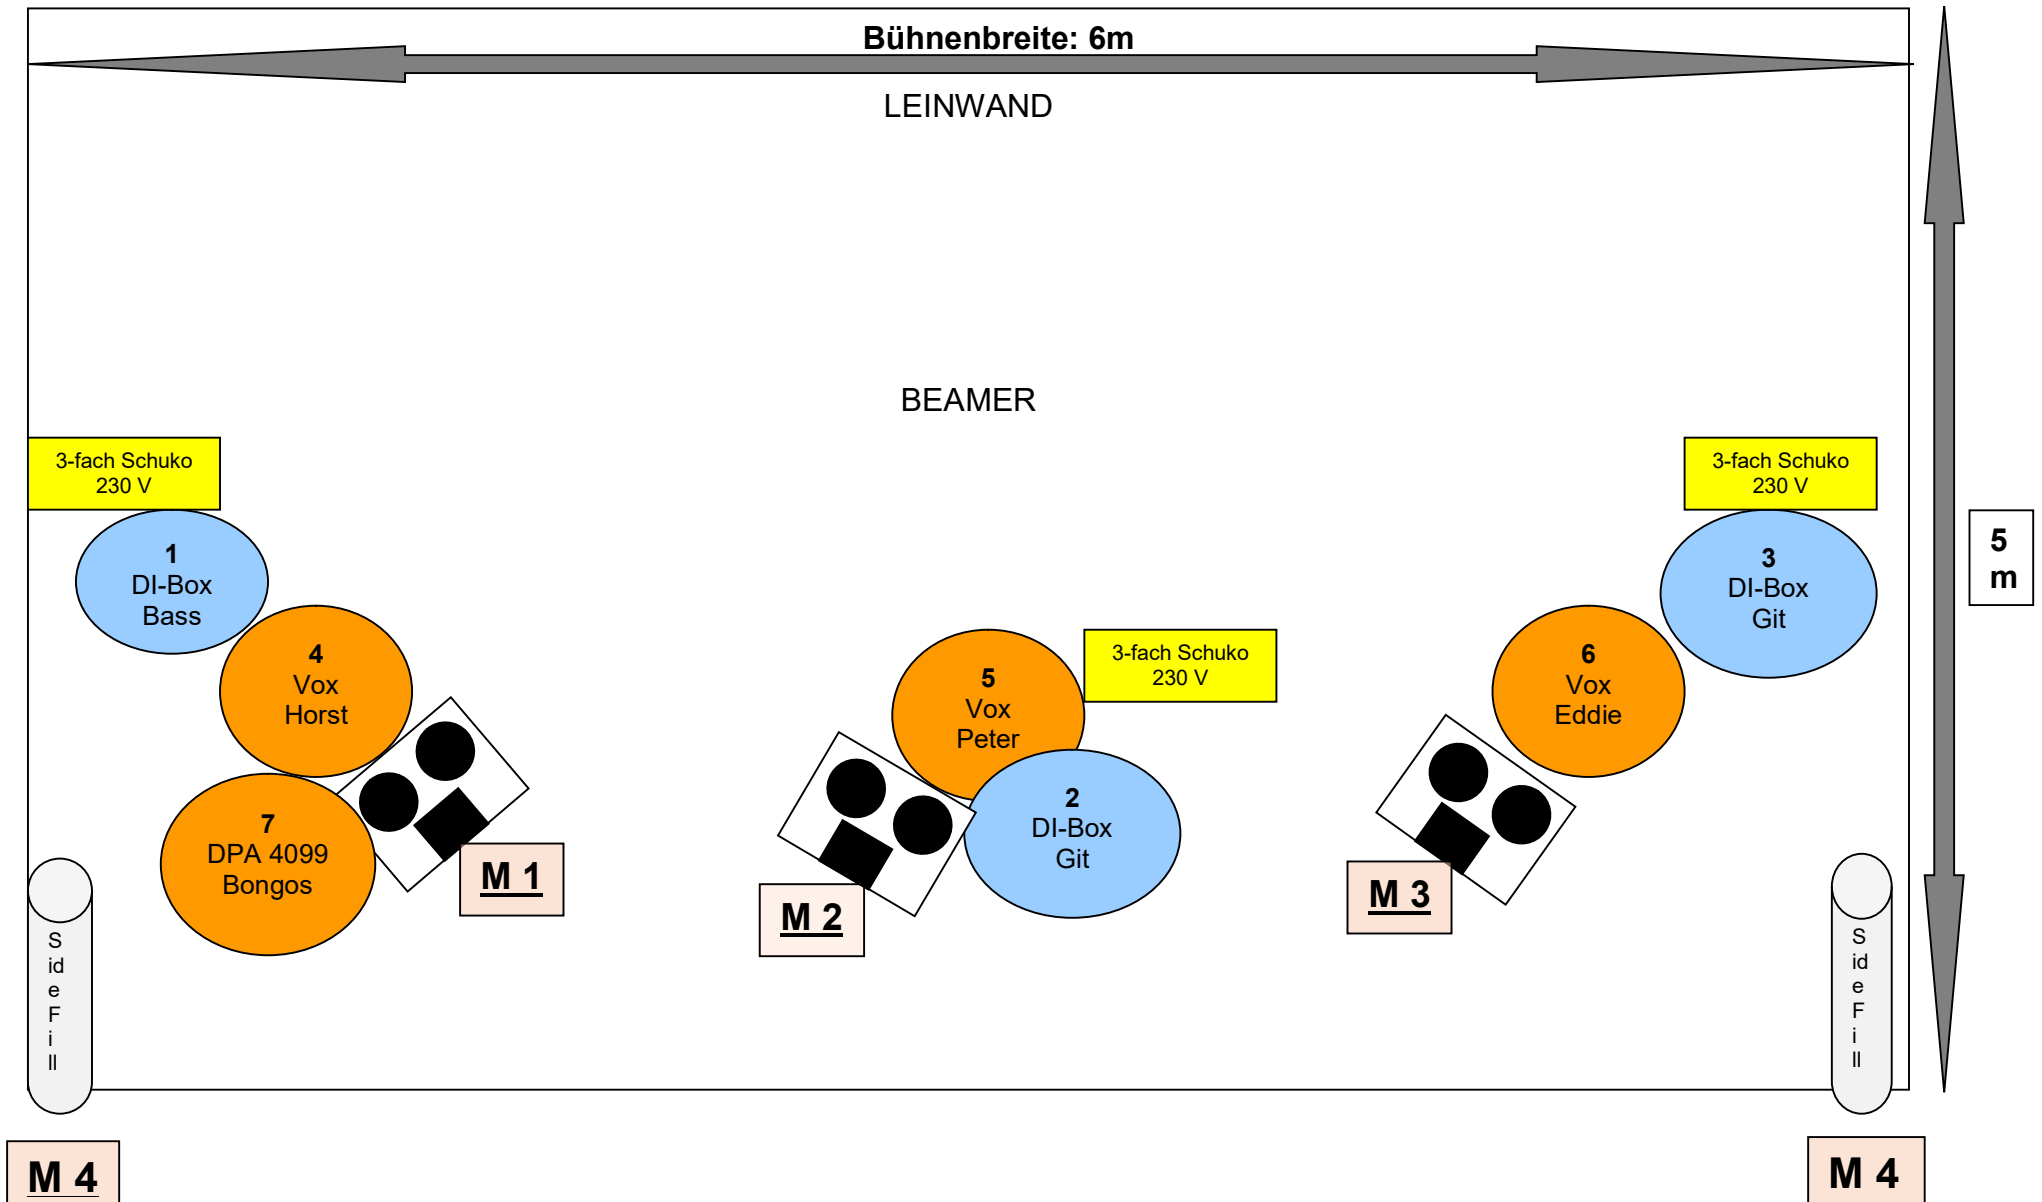 Bühnenbreite: 6m
LEINWAND
BEAMER
3-fach Schuko
230 V
3-fach Schuko
230 V
1
DI-Box
Bass
3
DI-Box
Git
5
m
4
Vox
Horst
5
Vox
Peter
3-fach Schuko
230 V
6
Vox
Eddie
7
DPA 4099
Bongos
2
DI-Box
Git
M 1
M 2
M 3
S
id
e
F
i
ll
S
id
e
F
i
ll
M 4
M 4